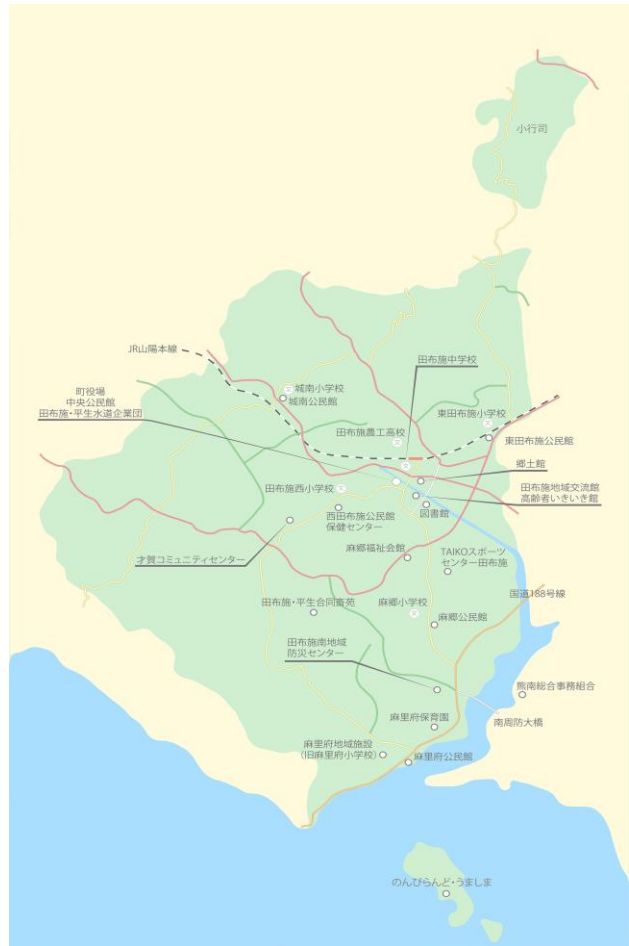 小行司
JR山陽本線
町役場
中央公民館
田布施・平生水道企業団
城南小学校
城南公民館
田布施中学校
田布施農工高校
東田布施小学校
東田布施公民館
郷土館
田布施地域交流館
高齢者いきいき館
田布施西小学校
図書館
西田布施公民館
保健センター
才賀コミュニティセンター
麻郷福祉会館
TAIKOスポーツ
センター田布施
国道188号線
田布施・平生合同斎苑
麻郷小学校
麻郷公民館
田布施南地域
防災センター
熊南総合事務組合
南周防大橋
麻里府保育園
麻里府地域施設
(旧麻里府小学校)
麻里府公民館
のんびらんど・うましま